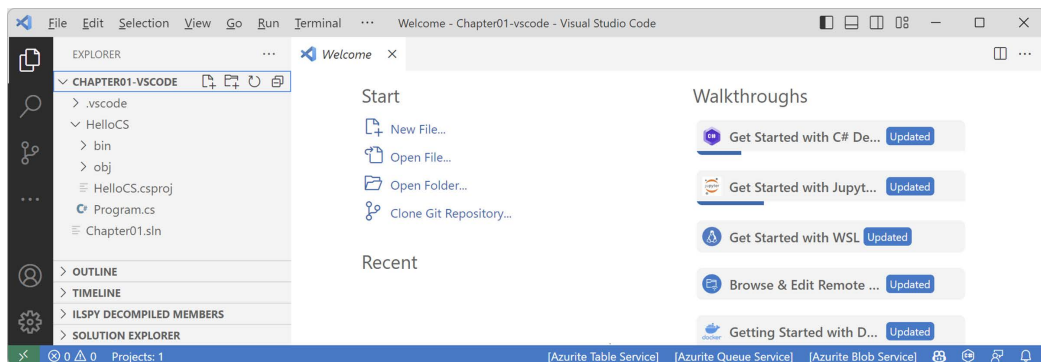 File Edit Selection View Go Run Terminal ··· Welcome - Chapter01-vscode - Visual Studio Code
EXPLORER ···
Welcome
CHAPTER01-VSCODE
.vscode
HelloCS
bin
obj
HelloCS.csproj
Program.cs
Chapter01.sln
OUTLINE
TIMELINE
ILSPY DECOMPILED MEMBERS
SOLUTION EXPLORER
Start
New File...
Open File...
Open Folder...
Clone Git Repository...
Recent
Walkthroughs
Get Started with C# De... Updated
Get Started with Jupyt... Updated
Get Started with WSL Updated
Browse & Edit Remote ... Updated
Getting Started with D... Updated
0 0 Projects: 1 [Azurite Table Service] [Azurite Queue Service] [Azurite Blob Service]